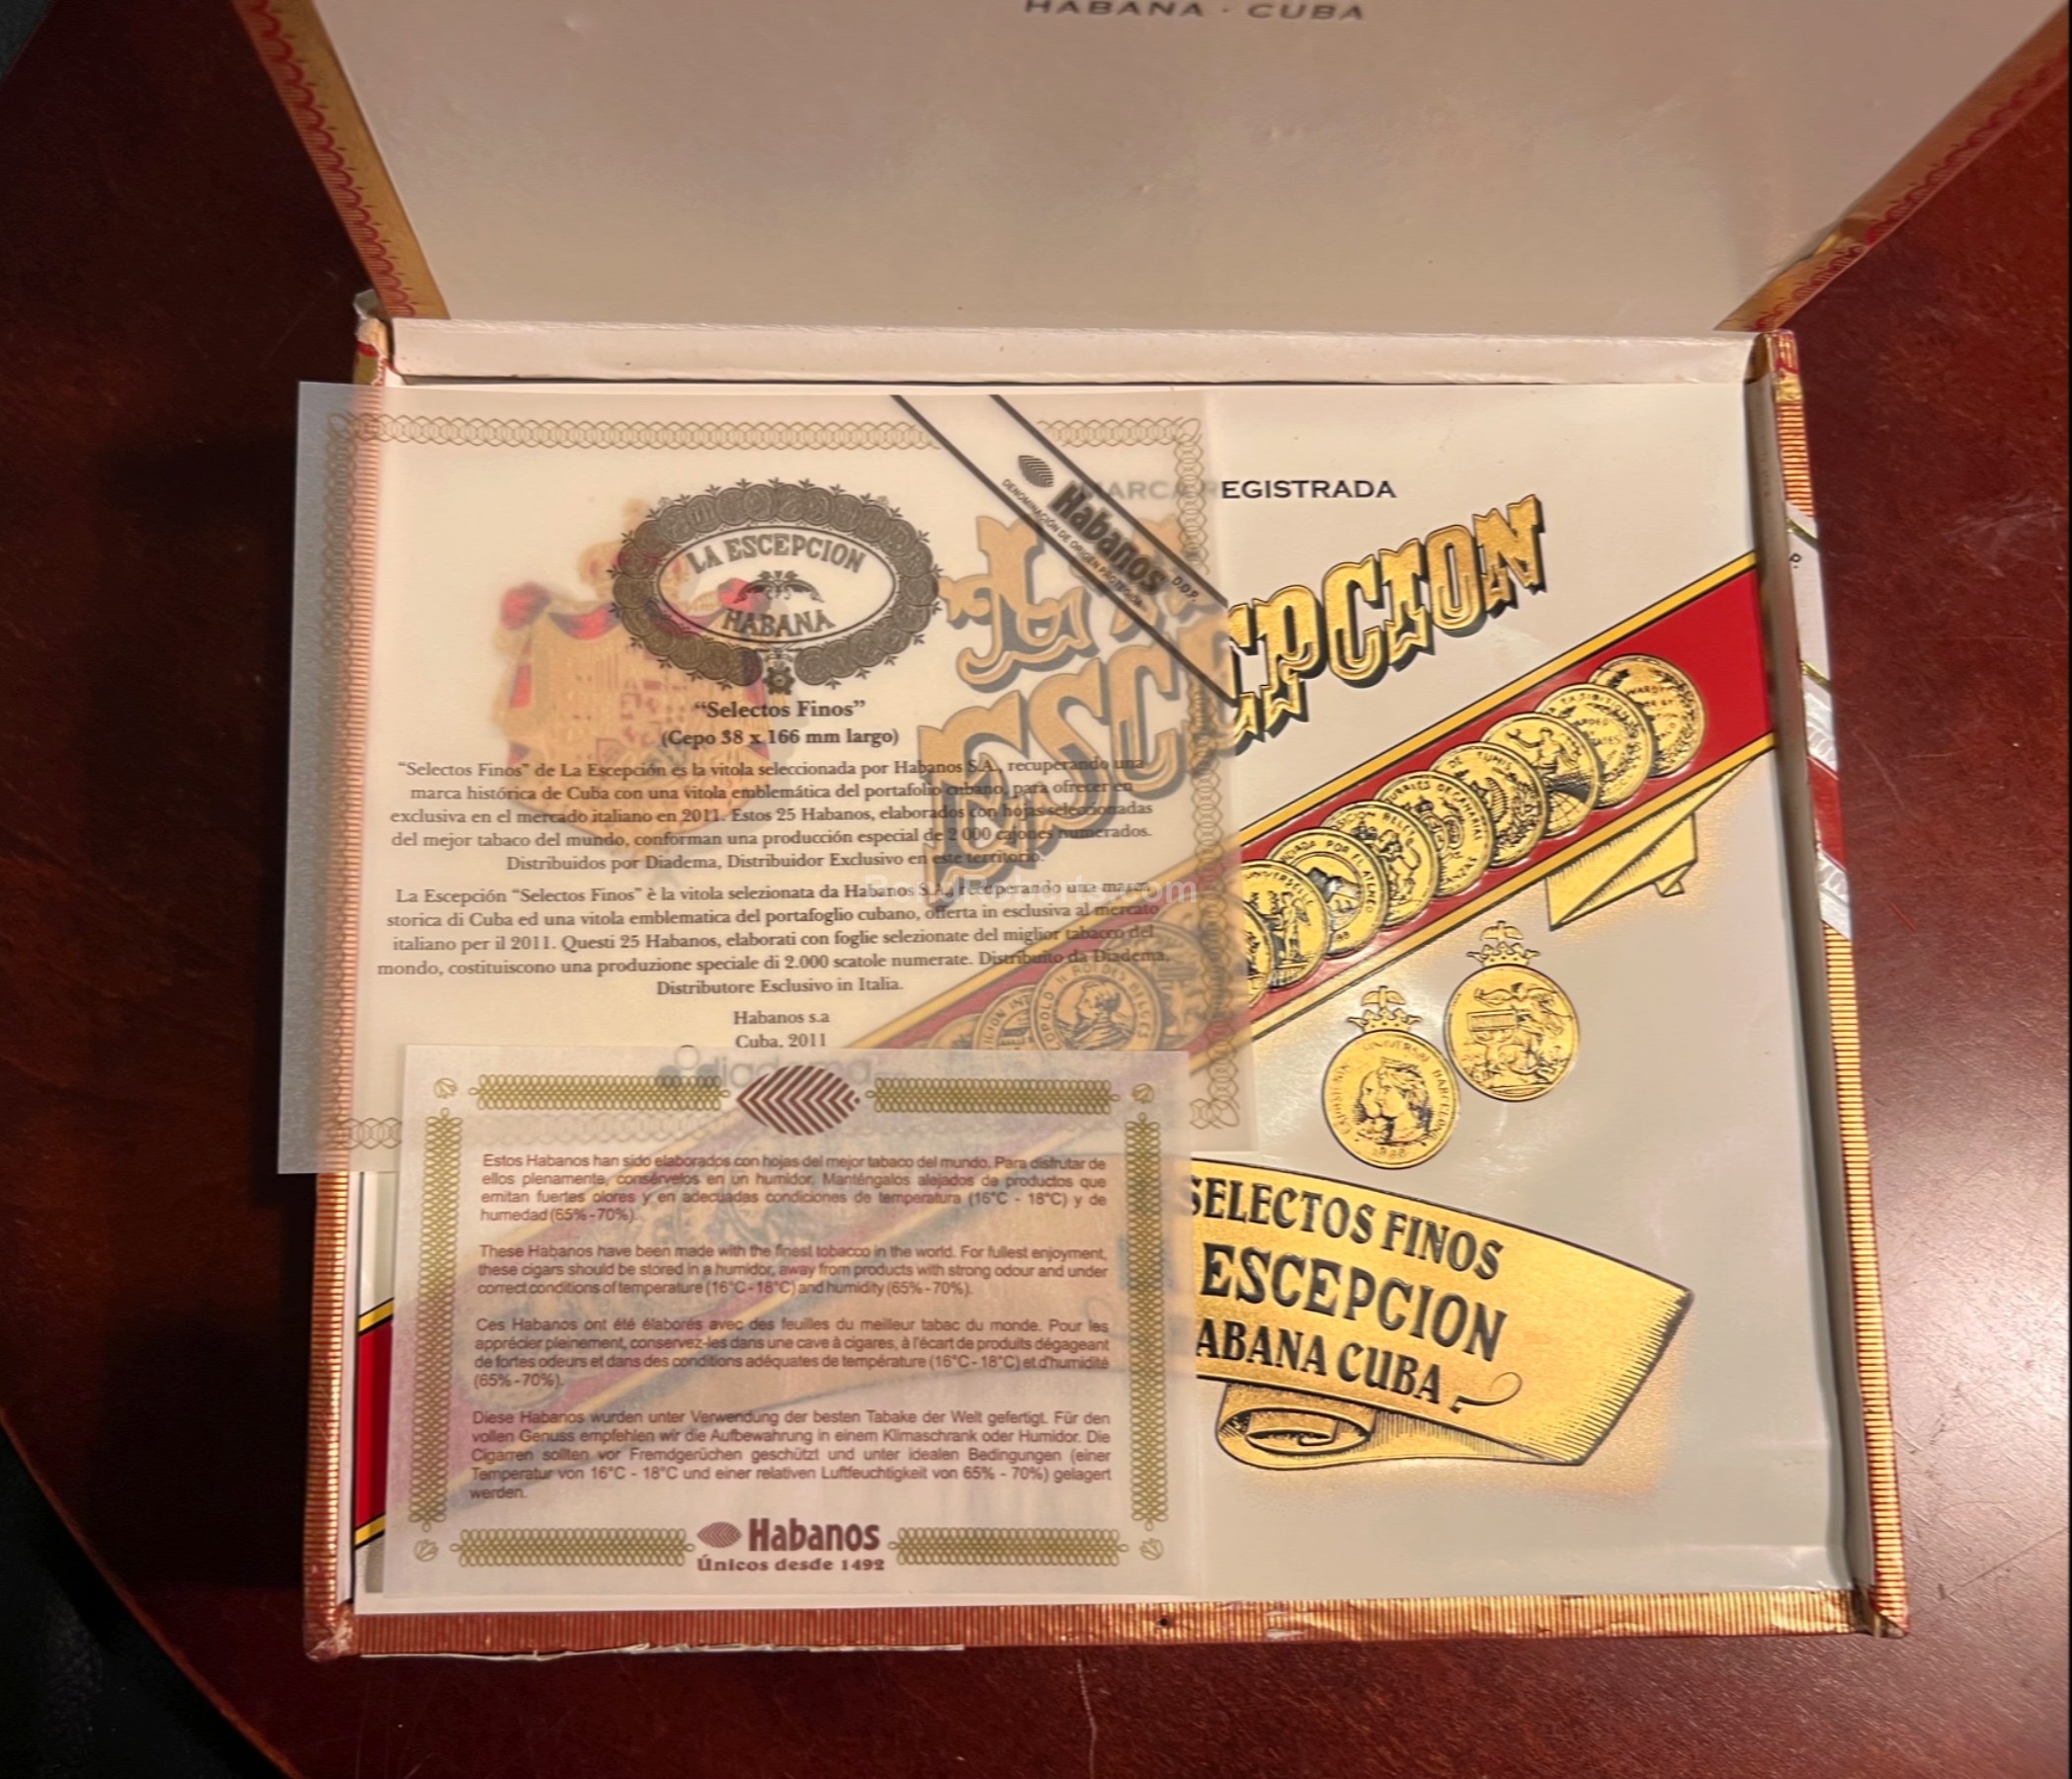 HABANA · CUBA
MARCA REGISTRADA
Habanos
DENOMINACIÓN DE ORIGEN PROTEGIDA
D.O.P.
LA ESCEPCION
HABANA
LA
ESCEPCION
"Selectos Finos"
(Cepo 38 x 166 mm largo)
"Selectos Finos" de La Escepción es la vitola seleccionada por Habanos S.A., recuperando una
marca histórica de Cuba con una vitola emblemática del portafolio cubano, para ofrecer en
exclusiva en el mercado italiano en 2011. Estos 25 Habanos, elaborados con hojas seleccionadas
del mejor tabaco del mundo, conforman una producción especial de 2 000 cajones numerados.
Distribuidos por Diadema, Distribuidor Exclusivo en este territorio.
La Escepción "Selectos Finos" è la vitola selezionata da Habanos S.A., recuperando una marca
storica di Cuba ed una vitola emblematica del portafoglio cubano, offerta in esclusiva al mercato
italiano per il 2011. Questi 25 Habanos, elaborati con foglie selezionate del miglior tabacco del
mondo, costituiscono una produzione speciale di 2.000 scatole numerate. Distribuito da Diadema,
Distributore Esclusivo in Italia.
Habanos s.a
Cuba. 2011
diadema
Estos Habanos han sido elaborados con hojas del mejor tabaco del mundo. Para disfrutar de
ellos plenamente, consérvelos en un humidor. Manténgalos alejados de productos que
emitan fuertes olores y en adecuadas condiciones de temperatura (16°C - 18°C) y de
humedad (65% - 70%).
These Habanos have been made with the finest tobacco in the world. For fullest enjoyment,
these cigars should be stored in a humidor, away from products with strong odour and under
correct conditions of temperature (16°C - 18°C) and humidity (65% - 70%).
Ces Habanos ont été élaborés avec des feuilles du meilleur tabac du monde. Pour les
apprécier pleinement, conservez-les dans une cave à cigares, à l'écart de produits dégageant
de fortes odeurs et dans des conditions adéquates de température (16°C - 18°C) et d'humidité
(65% - 70%).
Diese Habanos wurden unter Verwendung der besten Tabake der Welt gefertigt. Für den
vollen Genuss empfehlen wir die Aufbewahrung in einem Klimaschrank oder Humidor. Die
Cigarren sollten vor Fremdgerüchen geschützt und unter idealen Bedingungen (einer
Temperatur von 16°C - 18°C und einer relativen Luftfeuchtigkeit von 65% - 70%) gelagert
werden.
Habanos
Únicos desde 1492
SELECTOS FINOS
ESCEPCION
ABANA CUBA